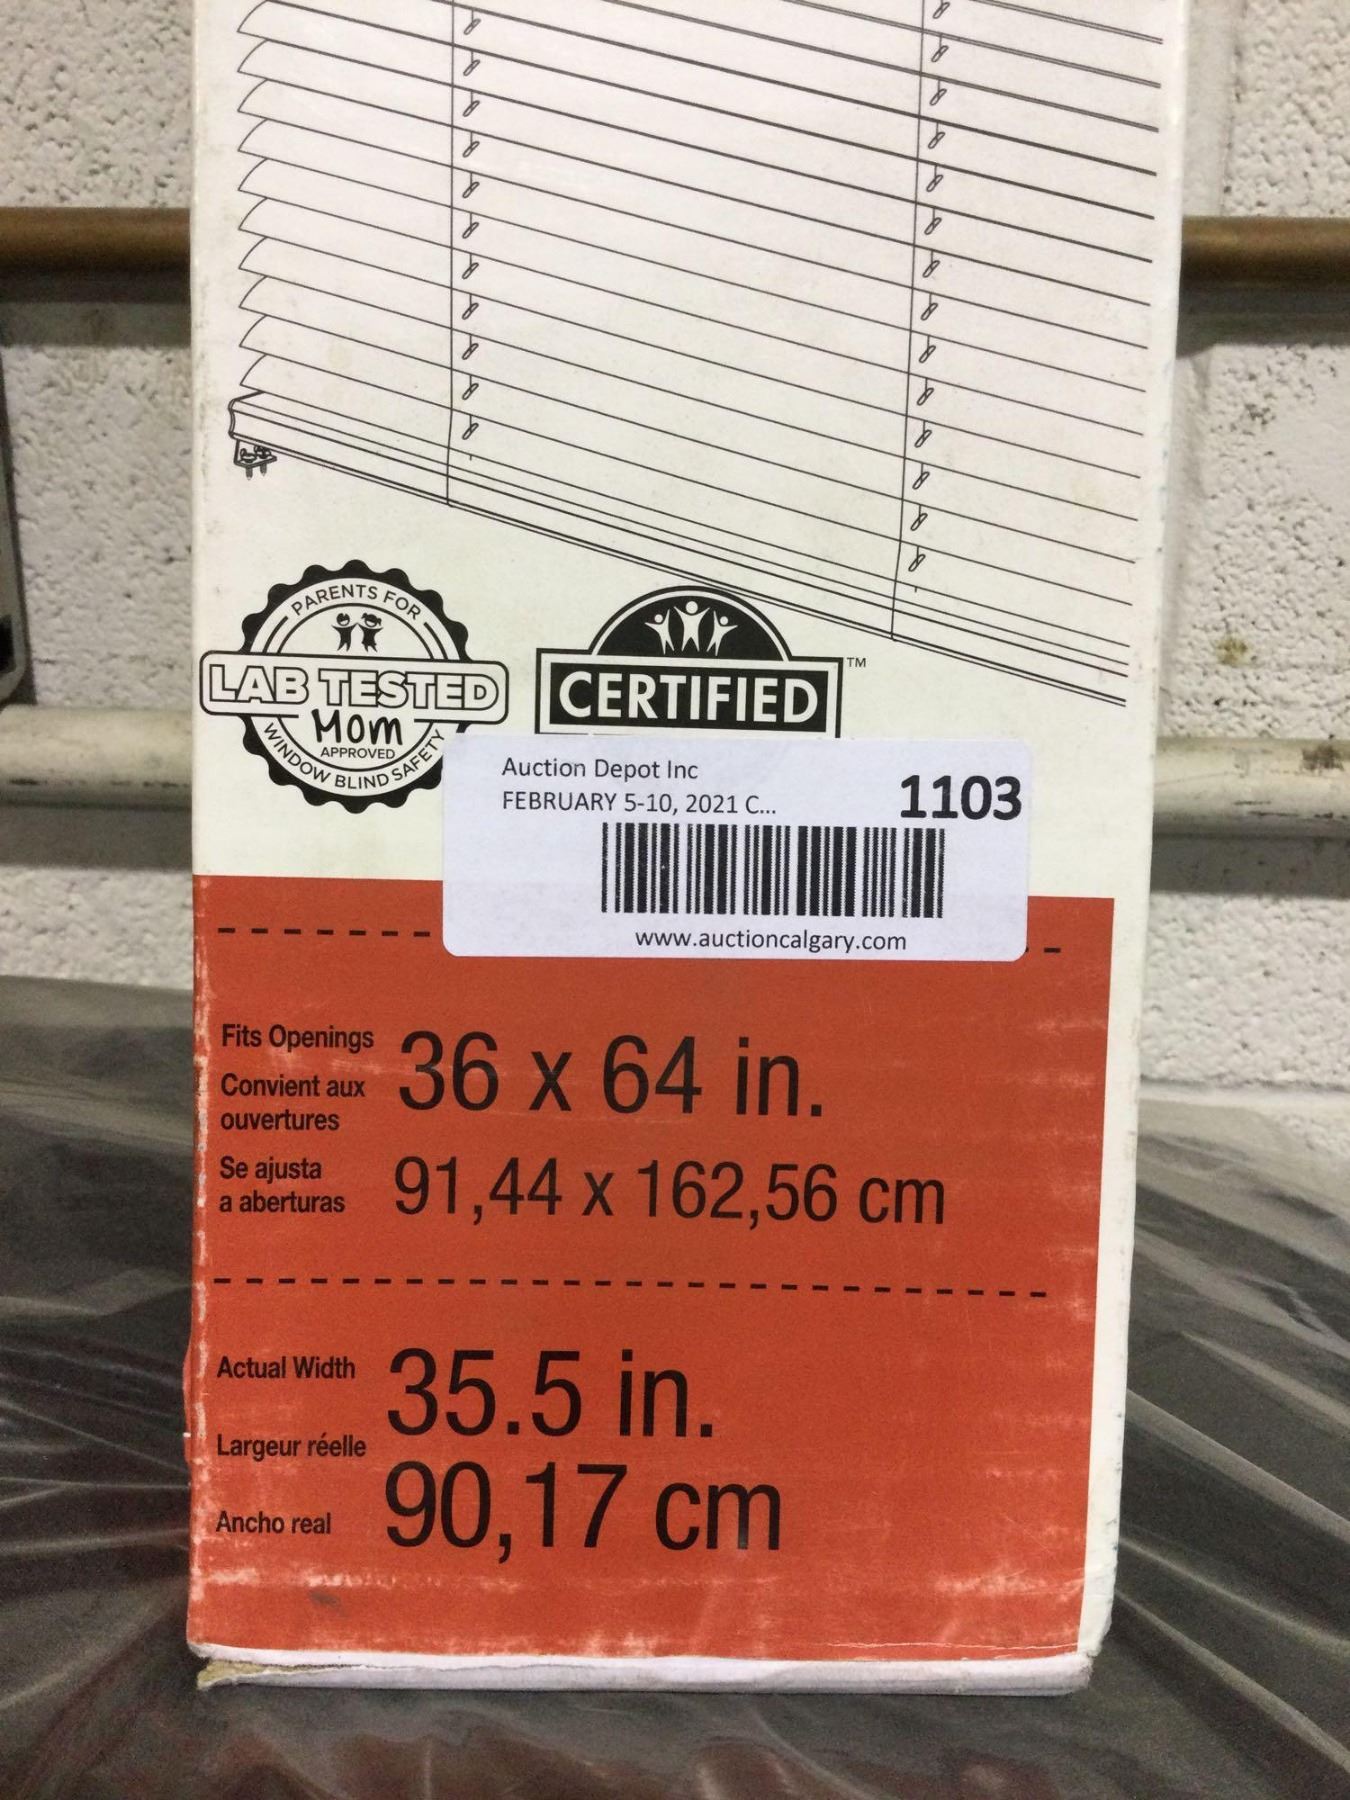 PARENTS FOR
LAB TESTED
Mom
APPROVED
WINDOW BLIND SAFETY
CERTIFIED
TM
Auction Depot Inc
FEBRUARY 5-10, 2021 C...
1103
www.auctioncalgary.com
Fits Openings
36 x 64 in.
Convient aux
ouvertures
Se ajusta
a aberturas
91,44 x 162,56 cm
Actual Width
35.5 in.
Largeur réelle
90,17 cm
Ancho real